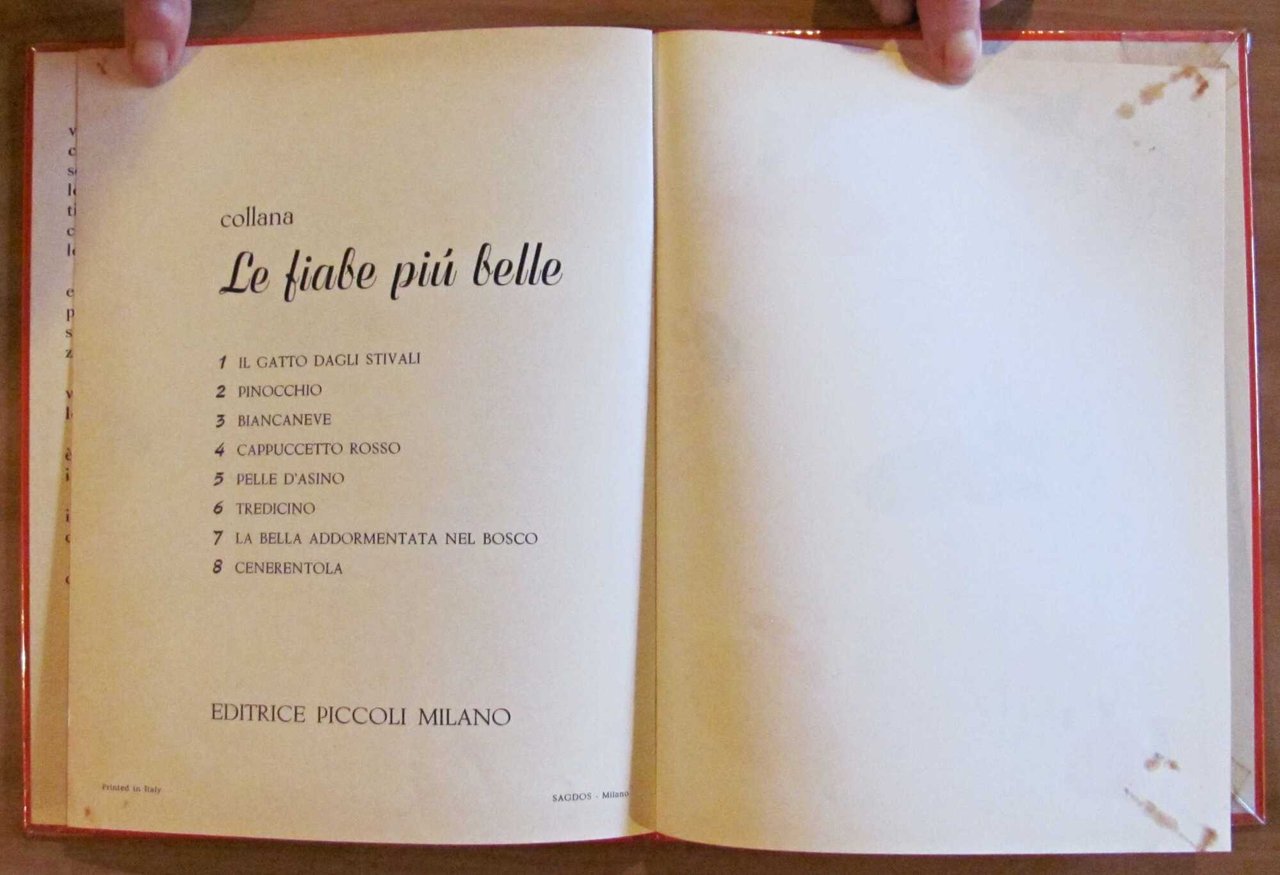 collana
Le fiabe piú belle
1 IL GATTO DAGLI STIVALI
2 PINOCCHIO
3 BIANCANEVE
4 CAPPUCCETTO ROSSO
5 PELLE D'ASINO
6 TREDICINO
7 LA BELLA ADDORMENTATA NEL BOSCO
8 CENERENTOLA
EDITRICE PICCOLI MILANO
Printed in Italy
SAGDOS - Milano